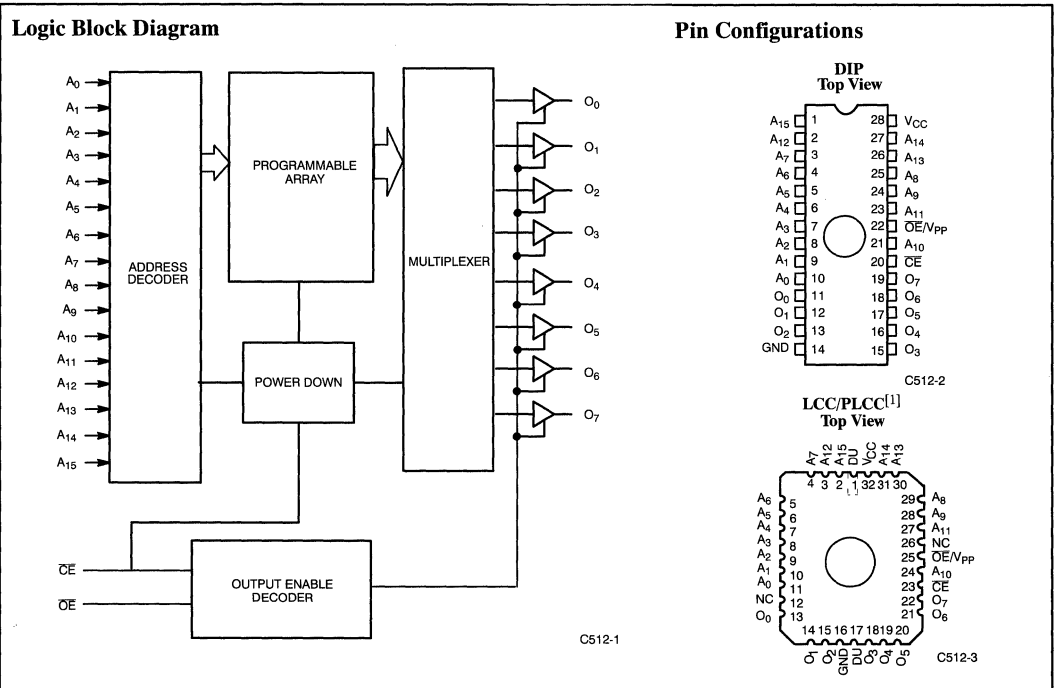 Logic Block Diagram
A0
A1
A2
A3
A4
A5
A6
A7
A8
A9
A10
A11
A12
A13
A14
A15
ADDRESS
DECODER
PROGRAMMABLE
ARRAY
POWER DOWN
MULTIPLEXER
O0
O1
O2
O3
O4
O5
O6
O7
CE
OE
OUTPUT ENABLE
DECODER
C512-1
Pin Configurations
DIP
Top View
A15 1 28 VCC
A12 2 27 A14
A7 3 26 A13
A6 4 25 A8
A5 5 24 A9
A4 6 23 A11
A3 7 22 OE/VPP
A2 8 21 A10
A1 9 20 CE
A0 10 19 O7
O0 11 18 O6
O1 12 17 O5
O2 13 16 O4
GND 14 15 O3
C512-2
LCC/PLCC[1]
Top View
A7 A12 A15 DU VCC A14 A13
4 3 2 1 32 31 30
A6 5 29 A8
A5 6 28 A9
A4 7 27 A11
A3 8 26 NC
A2 9 25 OE/VPP
A1 10 24 A10
A0 11 23 CE
NC 12 22 O7
O0 13 21 O6
14 15 16 17 18 19 20
O1 O2 GND DU O3 O4 O5
C512-3